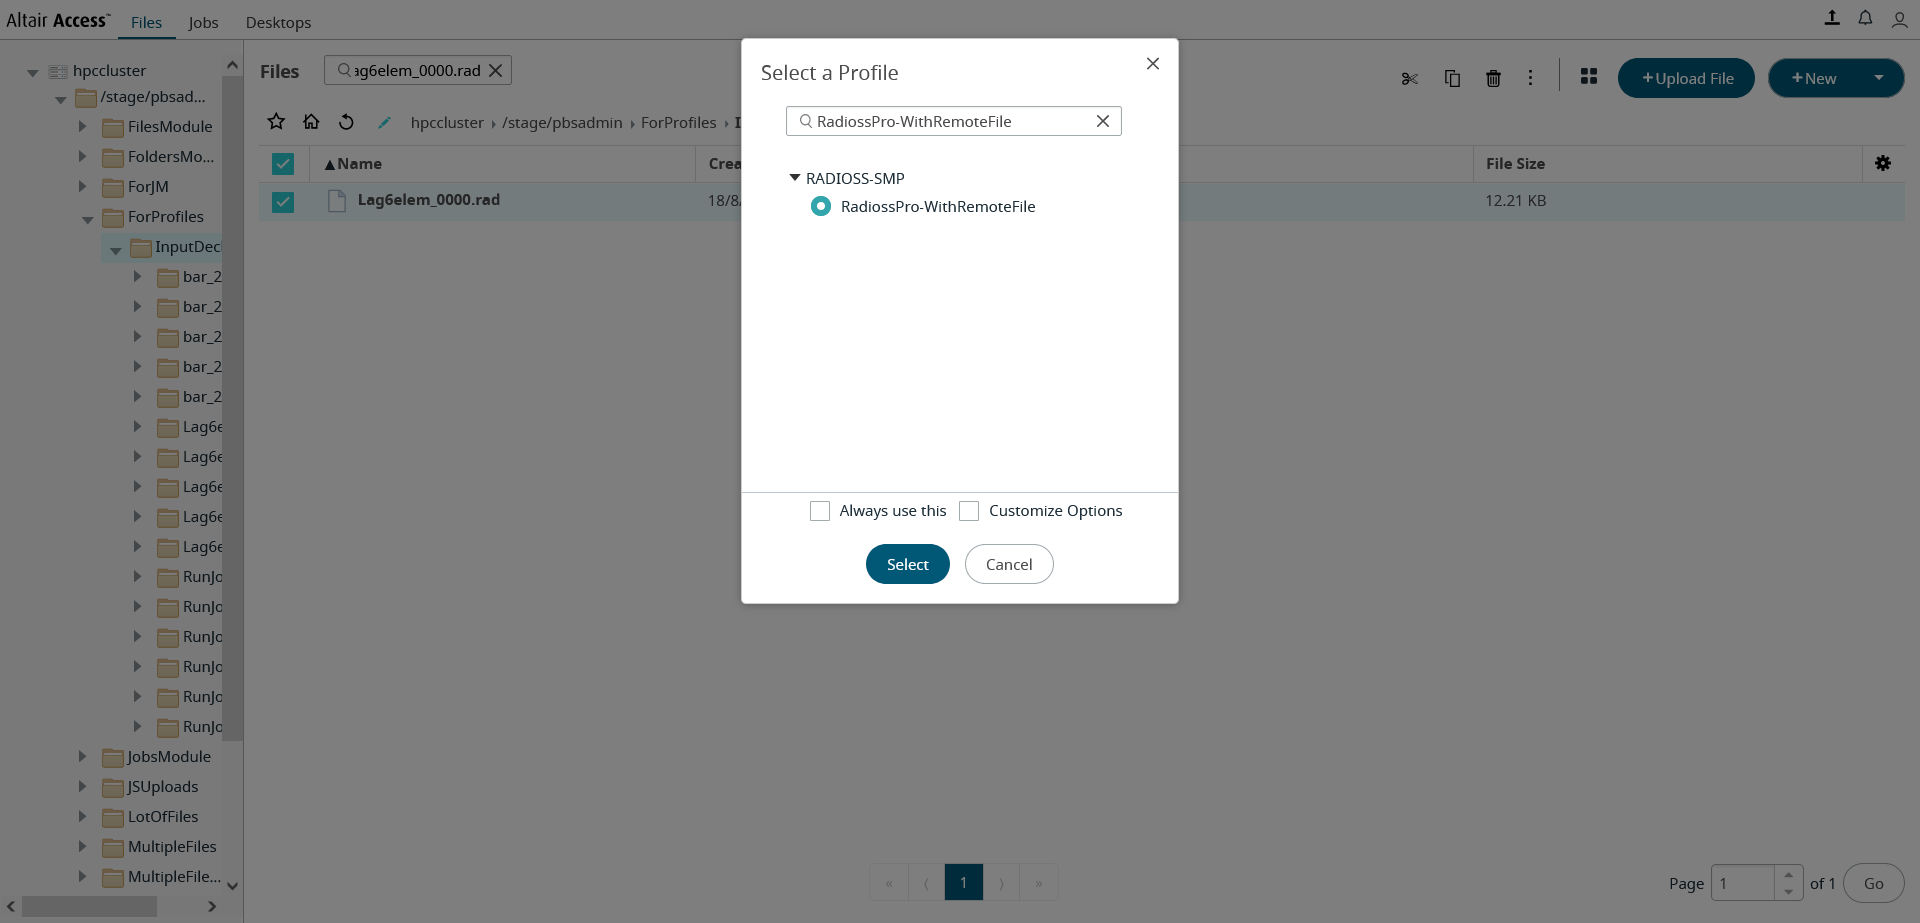 Altair Access™ Files Jobs Desktops
hpccluster
/stage/pbsad...
FilesModule
FoldersMo...
ForJM
ForProfiles
InputDeci
bar_2
bar_2
bar_2
bar_2
bar_2
Lag6e
Lag6e
Lag6e
Lag6e
Lag6e
RunJo
RunJo
RunJo
RunJo
RunJo
RunJo
JobsModule
JSUploads
LotOfFiles
MultipleFiles
MultipleFile...
Files ag6elem_0000.rad
+Upload File +New
hpccluster › /stage/pbsadmin › ForProfiles › I
▲Name Crea File Size
Lag6elem_0000.rad 18/8/ 12.21 KB
Select a Profile
RadiossPro-WithRemoteFile
RADIOSS-SMP
RadiossPro-WithRemoteFile
Always use this Customize Options
Select Cancel
« ⟨ 1 ⟩ » Page 1 of 1 Go